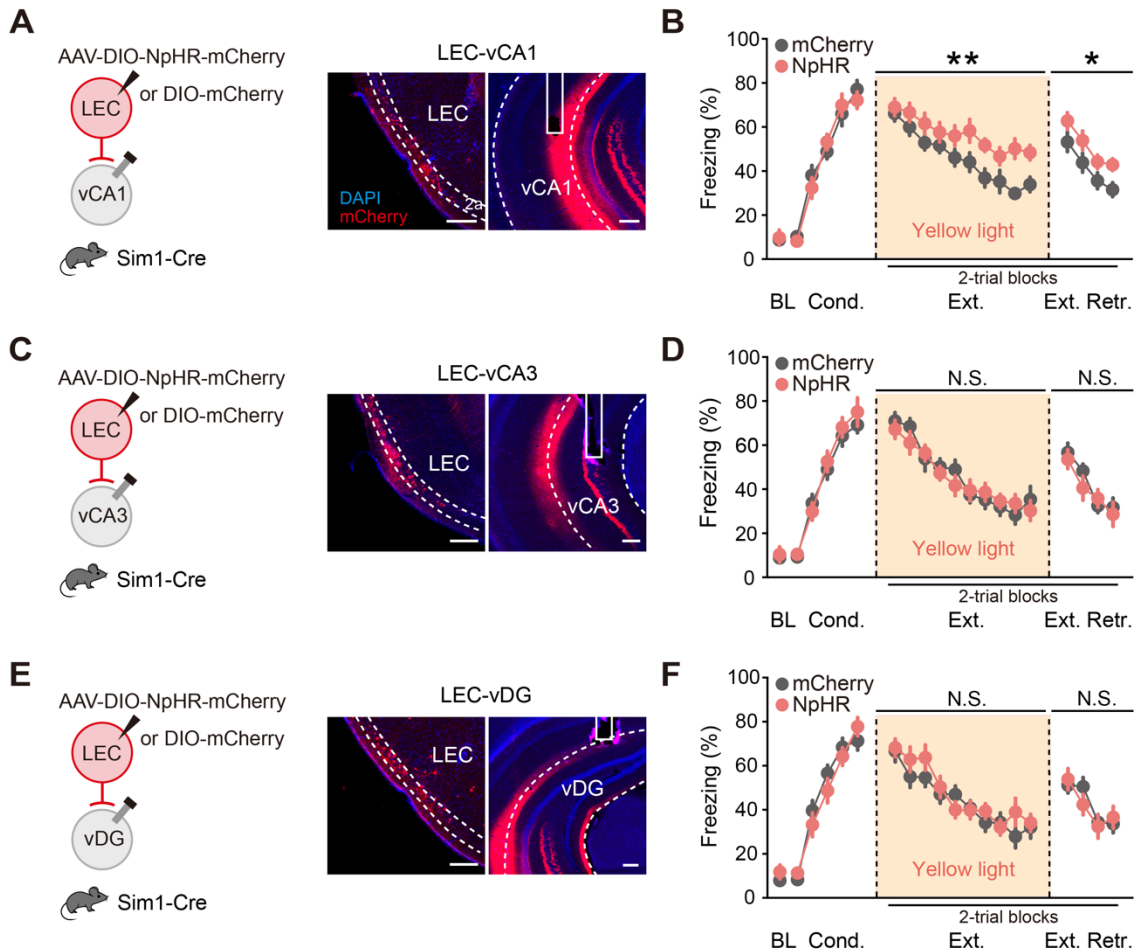 A
AAV-DIO-NpHR-mCherry
or DIO-mCherry
LEC
vCA1
Sim1-Cre
LEC-vCA1
LEC
DAPI
mCherry
2a
vCA1
B
mCherry
NpHR
**
*
Freezing (%)
100
80
60
40
20
0
Yellow light
2-trial blocks
BL Cond. Ext. Ext. Retr.
C
AAV-DIO-NpHR-mCherry
or DIO-mCherry
LEC
vCA3
Sim1-Cre
LEC-vCA3
LEC
vCA3
D
mCherry
NpHR
N.S.
N.S.
Freezing (%)
100
80
60
40
20
0
Yellow light
2-trial blocks
BL Cond. Ext. Ext. Retr.
E
AAV-DIO-NpHR-mCherry
or DIO-mCherry
LEC
vDG
Sim1-Cre
LEC-vDG
LEC
vDG
F
mCherry
NpHR
N.S.
N.S.
Freezing (%)
100
80
60
40
20
0
Yellow light
2-trial blocks
BL Cond. Ext. Ext. Retr.